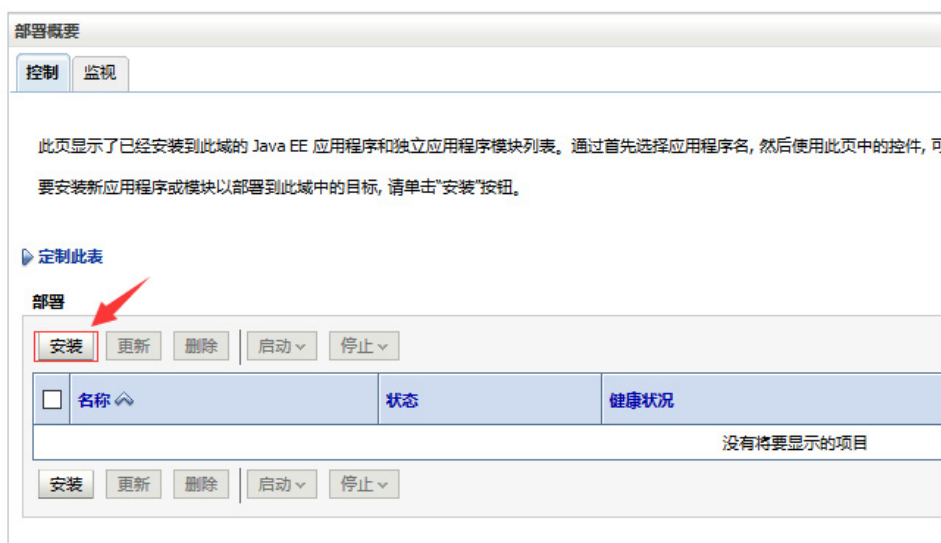 部署概要
控制 监视
此页显示了已经安装到此域的 Java EE 应用程序和独立应用程序模块列表。通过首先选择应用程序名, 然后使用此页中的控件,
要安装新应用程序或模块以部署到此域中的目标, 请单击“安装”按钮。
定制此表
部署
安装 更新 删除 启动 停止
名称 状态 健康状况
没有将要显示的项目
安装 更新 删除 启动 停止